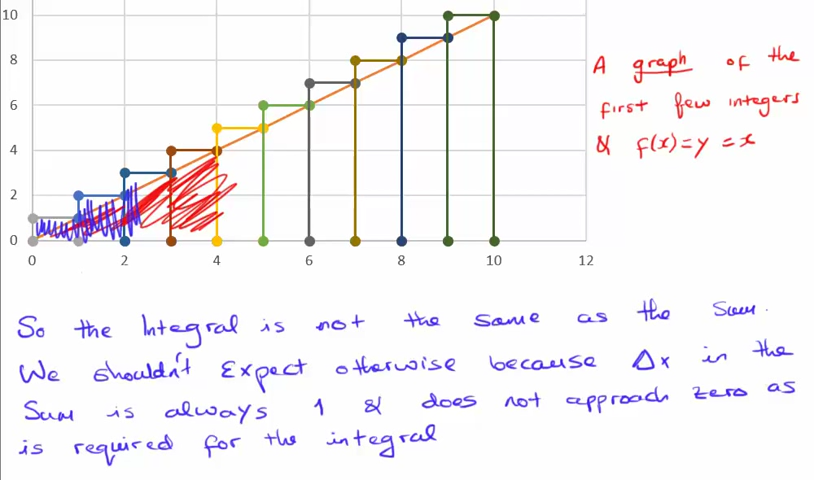 10
8
6
4
2
0
0 2 4 6 8 10 12
A graph of the
first few integers
& f(x)=y=x
So the Integral is not the same as the Sum.
We shouldn't Expect otherwise because Δx in the
Sum is always 1 & does not approach zero as
is required for the integral